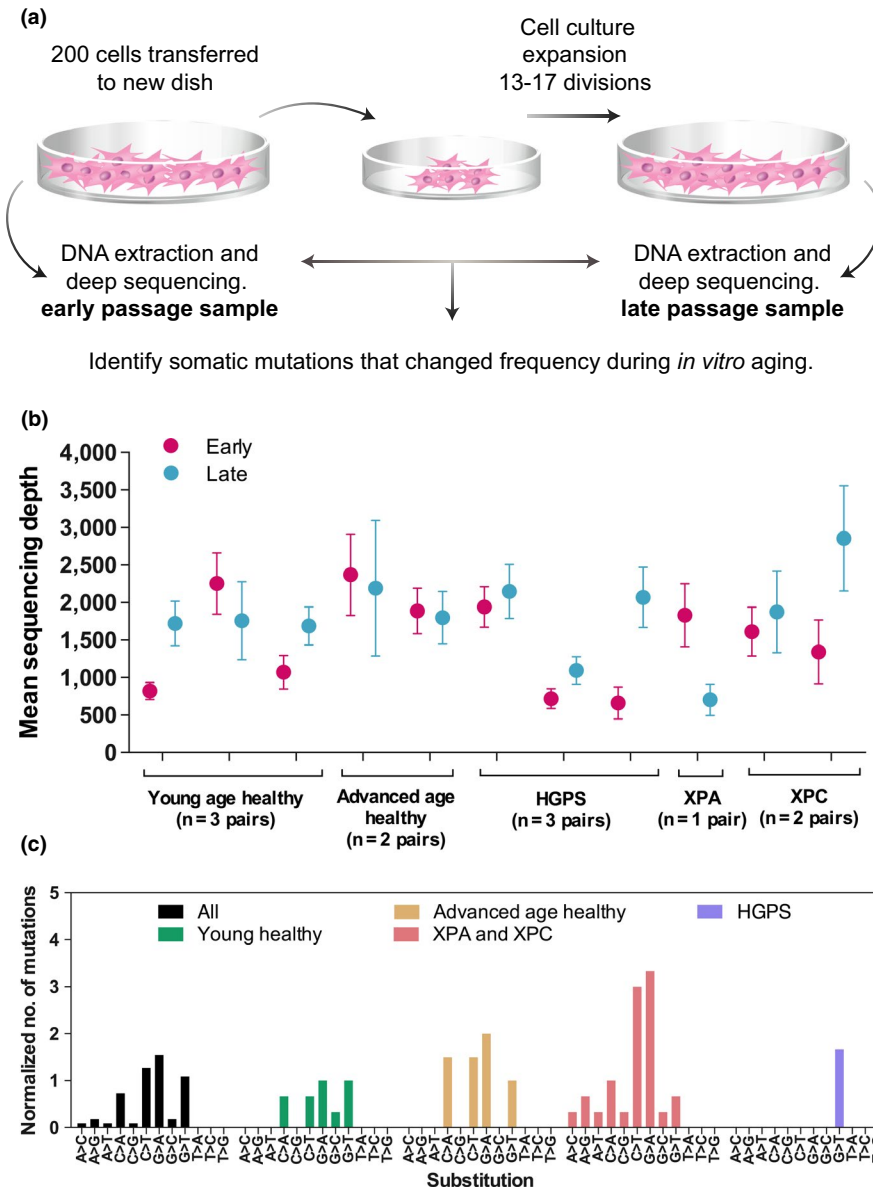 (a)
200 cells transferred
to new dish
Cell culture
expansion
13-17 divisions
DNA extraction and
deep sequencing.
early passage sample
DNA extraction and
deep sequencing.
late passage sample
Identify somatic mutations that changed frequency during in vitro aging.
(b)
Early
Late
Mean sequencing depth
4,000
3,500
3,000
2,500
2,000
1,500
1,000
500
0
Young age healthy
(n = 3 pairs)
Advanced age
healthy
(n = 2 pairs)
HGPS
(n = 3 pairs)
XPA
(n = 1 pair)
XPC
(n = 2 pairs)
(c)
Normalized no. of mutations
5
4
3
2
1
0
All
Young healthy
Advanced age healthy
XPA and XPC
HGPS
A>C
A>G
A>T
C>A
C>G
C>T
G>A
G>C
G>T
T>A
T>C
T>G
A>C
A>G
A>T
C>A
C>G
C>T
G>A
G>C
G>T
T>A
T>C
T>G
A>C
A>G
A>T
C>A
C>G
C>T
G>A
G>C
G>T
T>A
T>C
T>G
A>C
A>G
A>T
C>A
C>G
C>T
G>A
G>C
G>T
T>A
T>C
T>G
A>C
A>G
A>T
C>A
C>G
C>T
G>A
G>C
G>T
T>A
T>C
Substitution